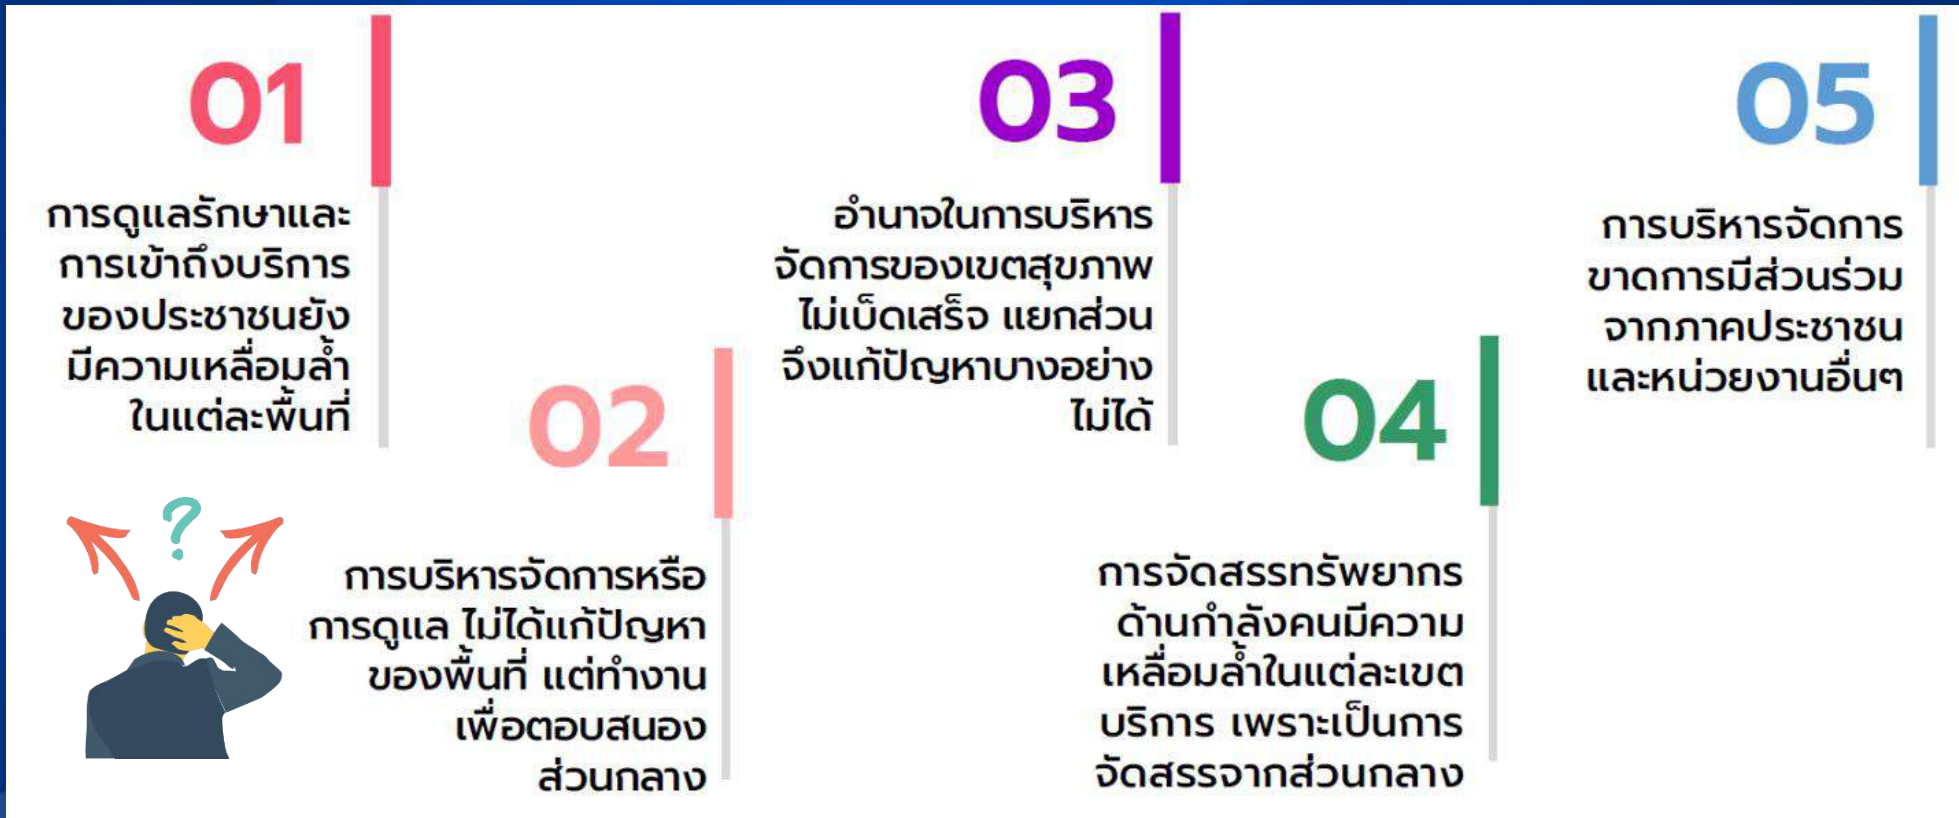 01
การดูแลรักษาและ
การเข้าถึงบริการ
ของประชาชนยัง
มีความเหลื่อมล้ำ
ในแต่ละพื้นที่
02
การบริหารจัดการหรือ
การดูแล ไม่ได้แก้ปัญหา
ของพื้นที่ แต่ทำงาน
เพื่อตอบสนอง
ส่วนกลาง
03
อำนาจในการบริหาร
จัดการของเขตสุขภาพ
ไม่เบ็ดเสร็จ แยกส่วน
จึงแก้ปัญหาบางอย่าง
ไม่ได้
04
การจัดสรรทรัพยากร
ด้านกำลังคนมีความ
เหลื่อมล้ำในแต่ละเขต
บริการ เพราะเป็นการ
จัดสรรจากส่วนกลาง
05
การบริหารจัดการ
ขาดการมีส่วนร่วม
จากภาคประชาชน
และหน่วยงานอื่นๆ
?